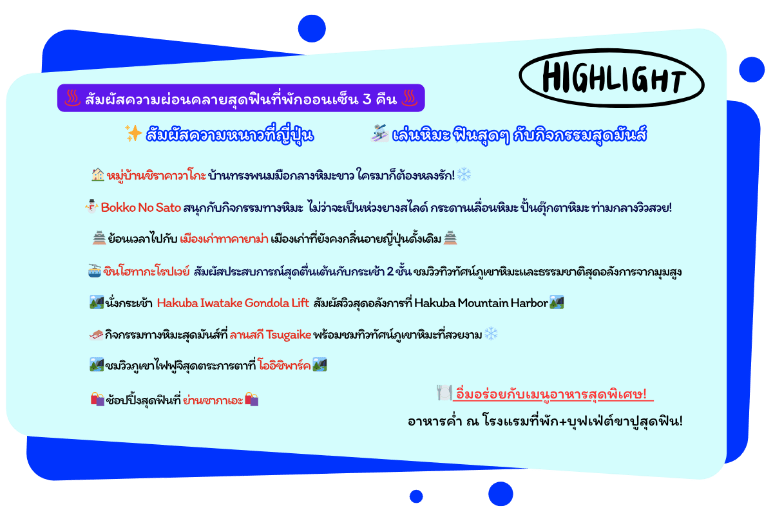 HIGHLIGHT
♨️ สัมผัสความผ่อนคลายสุดฟินที่พักออนเซ็น 3 คืน ♨️
✨ สัมผัสความหนาวที่ญี่ปุ่น
🏂 เล่นหิมะ ฟินสุดๆ กับกิจกรรมสุดมันส์
🏠 หมู่บ้านชิราคาวาโกะ บ้านทรงพนมมือกลางหิมะขาว ใครมาก็ต้องหลงรัก! ❄️
⛄ Bokko No Sato สนุกกับกิจกรรมทางหิมะ ไม่ว่าจะเป็นห่วงยางสไลด์ กระดานเลื่อนหิมะ ปั้นตุ๊กตาหิมะ ท่ามกลางวิวสวย!
🏯 ย้อนเวลาไปกับ เมืองเก่าทาคายาม่า เมืองเก่าที่ยังคงกลิ่นอายญี่ปุ่นดั้งเดิม 🏯
🚠 ชินโฮทากะโรปเวย์ สัมผัสประสบการณ์สุดตื่นเต้นกับกระเช้า 2 ชั้น ชมวิวทิวทัศน์ภูเขาหิมะและธรรมชาติสุดอลังการจากมุมสูง
🏞️ นั่งกระเช้า Hakuba Iwatake Gondola Lift สัมผัสวิวสุดอลังการที่ Hakuba Mountain Harbor 🏞️
🛷 กิจกรรมทางหิมะสุดมันส์ที่ ลานสกี Tsugaike พร้อมชมทิวทัศน์ภูเขาหิมะที่สวยงาม ❄️
🏞️ ชมวิวภูเขาไฟฟูจิสุดตระการตาที่ โออิชิพาร์ค 🏞️
🛍️ ช้อปปิ้งสุดฟินที่ ย่านซากาเอะ 🛍️
🍽️ อิ่มอร่อยกับเมนูอาหารสุดพิเศษ!
อาหารค่ำ ณ โรงแรมที่พัก+บุฟเฟ่ต์ขาปูสุดฟิน!